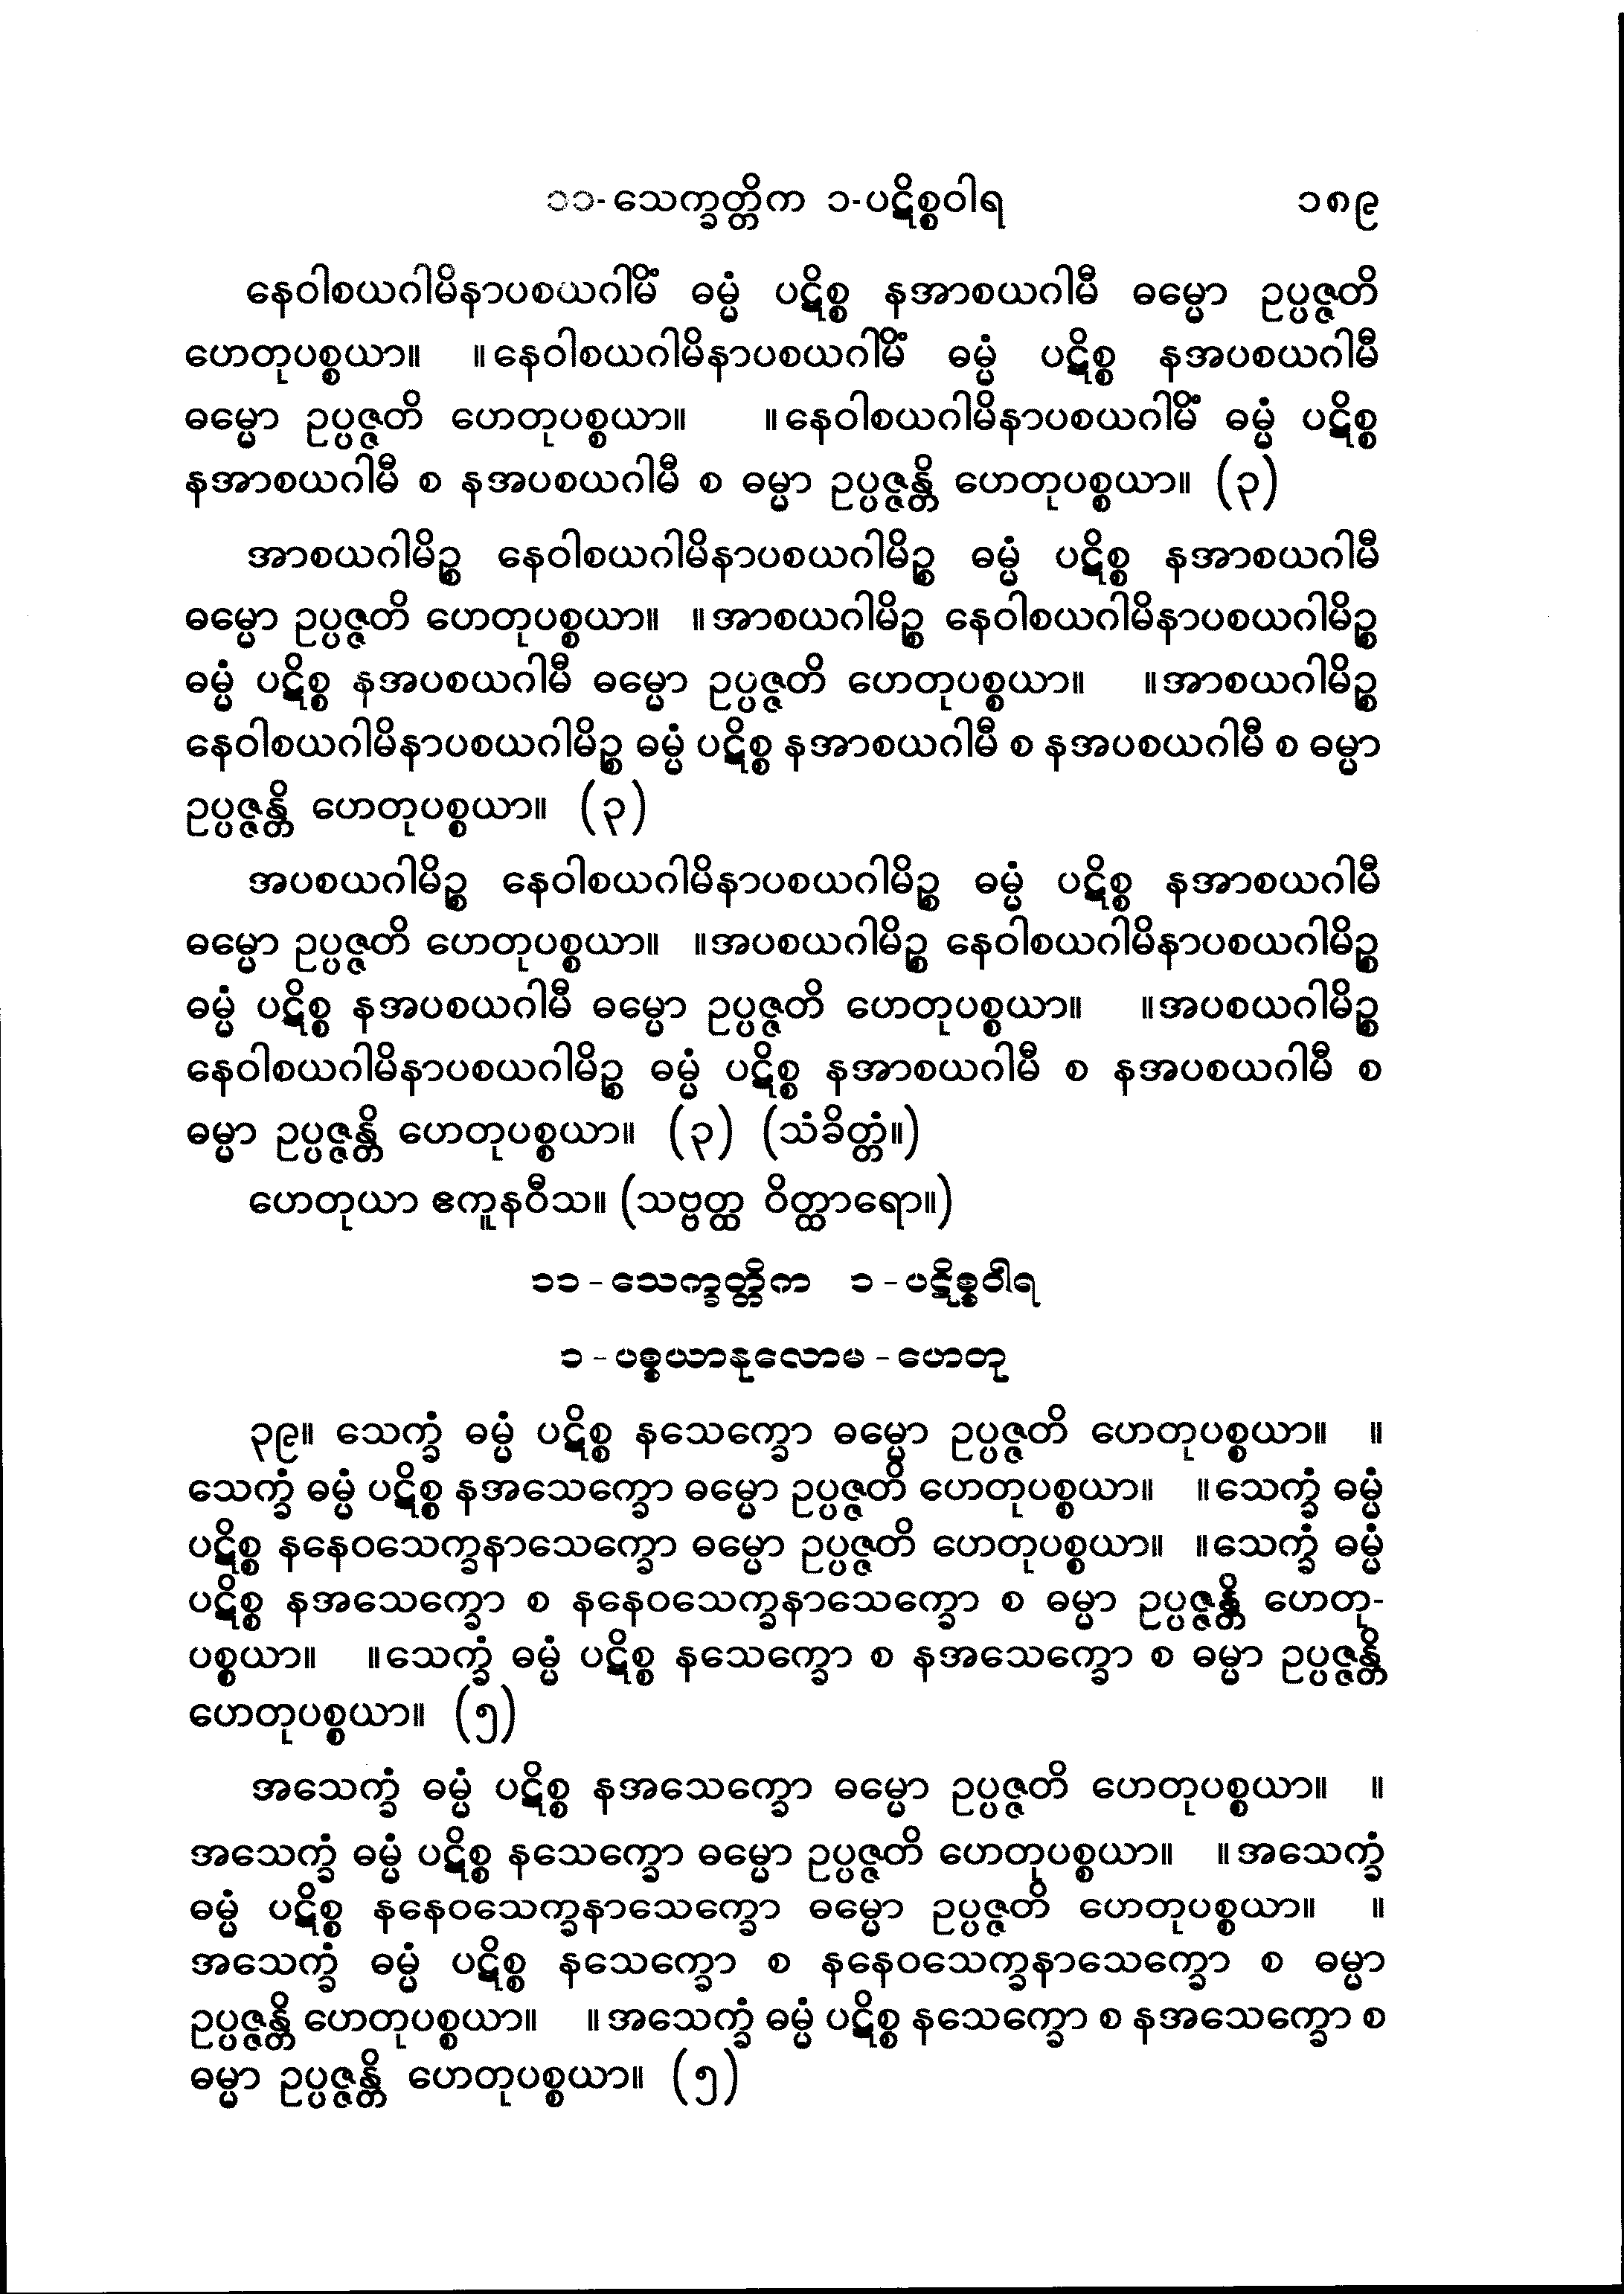 ၁၁-သေက္ခတ္တိက ၁-ပဋိစ္စဝါရ ၁၈၉
နေဝါစယဂါမိနာပစယဂါမိံ ဓမ္မံ ပဋိစ္စ နအာစယဂါမီ ဓမ္မော ဥပ္ပဇ္ဇတိ
ဟေတုပစ္စယာ။ ။နေဝါစယဂါမိနာပစယဂါမိံ ဓမ္မံ ပဋိစ္စ နအပစယဂါမီ
ဓမ္မော ဥပ္ပဇ္ဇတိ ဟေတုပစ္စယာ။ ။နေဝါစယဂါမိနာပစယဂါမိံ ဓမ္မံ ပဋိစ္စ
နအာစယဂါမီ စ နအပစယဂါမီ စ ဓမ္မာ ဥပ္ပဇ္ဇန္တိ ဟေတုပစ္စယာ။ (၃)
အာစယဂါမိဉ္စ နေဝါစယဂါမိနာပစယဂါမိဉ္စ ဓမ္မံ ပဋိစ္စ နအာစယဂါမီ
ဓမ္မော ဥပ္ပဇ္ဇတိ ဟေတုပစ္စယာ။ ။အာစယဂါမိဉ္စ နေဝါစယဂါမိနာပစယဂါမိဉ္စ
ဓမ္မံ ပဋိစ္စ နအပစယဂါမီ ဓမ္မော ဥပ္ပဇ္ဇတိ ဟေတုပစ္စယာ။ ။အာစယဂါမိဉ္စ
နေဝါစယဂါမိနာပစယဂါမိဉ္စ ဓမ္မံ ပဋိစ္စ နအာစယဂါမီ စ နအပစယဂါမီ စ ဓမ္မာ
ဥပ္ပဇ္ဇန္တိ ဟေတုပစ္စယာ။ (၃)
အပစယဂါမိဉ္စ နေဝါစယဂါမိနာပစယဂါမိဉ္စ ဓမ္မံ ပဋိစ္စ နအာစယဂါမီ
ဓမ္မော ဥပ္ပဇ္ဇတိ ဟေတုပစ္စယာ။ ။အပစယဂါမိဉ္စ နေဝါစယဂါမိနာပစယဂါမိဉ္စ
ဓမ္မံ ပဋိစ္စ နအပစယဂါမီ ဓမ္မော ဥပ္ပဇ္ဇတိ ဟေတုပစ္စယာ။ ။အပစယဂါမိဉ္စ
နေဝါစယဂါမိနာပစယဂါမိဉ္စ ဓမ္မံ ပဋိစ္စ နအာစယဂါမီ စ နအပစယဂါမီ စ
ဓမ္မာ ဥပ္ပဇ္ဇန္တိ ဟေတုပစ္စယာ။ (၃) (သံခိတ္တံ။)
ဟေတုယာ ဧကူနဝီသ။ (သဗ္ဗတ္ထ ဝိတ္ထာရော။)
၁၁-သေက္ခတ္တိက ၁-ပဋိစ္စဝါရ
၁-ပစ္စယာနုလောမ-ဟေတု
၃၉။ သေက္ခံ ဓမ္မံ ပဋိစ္စ နသေက္ခော ဓမ္မော ဥပ္ပဇ္ဇတိ ဟေတုပစ္စယာ။ ။
သေက္ခံ ဓမ္မံ ပဋိစ္စ နအသေက္ခော ဓမ္မော ဥပ္ပဇ္ဇတိ ဟေတုပစ္စယာ။ ။သေက္ခံ ဓမ္မံ
ပဋိစ္စ နနေဝသေက္ခနာသေက္ခော ဓမ္မော ဥပ္ပဇ္ဇတိ ဟေတုပစ္စယာ။ ။သေက္ခံ ဓမ္မံ
ပဋိစ္စ နအသေက္ခော စ နနေဝသေက္ခနာသေက္ခော စ ဓမ္မာ ဥပ္ပဇ္ဇန္တိ ဟေတု-
ပစ္စယာ။ ။သေက္ခံ ဓမ္မံ ပဋိစ္စ နသေက္ခော စ နအသေက္ခော စ ဓမ္မာ ဥပ္ပဇ္ဇန္တိ
ဟေတုပစ္စယာ။ (၅)
အသေက္ခံ ဓမ္မံ ပဋိစ္စ နအသေက္ခော ဓမ္မော ဥပ္ပဇ္ဇတိ ဟေတုပစ္စယာ။ ။
အသေက္ခံ ဓမ္မံ ပဋိစ္စ နသေက္ခော ဓမ္မော ဥပ္ပဇ္ဇတိ ဟေတုပစ္စယာ။ ။အသေက္ခံ
ဓမ္မံ ပဋိစ္စ နနေဝသေက္ခနာသေက္ခော ဓမ္မော ဥပ္ပဇ္ဇတိ ဟေတုပစ္စယာ။ ။
အသေက္ခံ ဓမ္မံ ပဋိစ္စ နသေက္ခော စ နနေဝသေက္ခနာသေက္ခော စ ဓမ္မာ
ဥပ္ပဇ္ဇန္တိ ဟေတုပစ္စယာ။ ။အသေက္ခံ ဓမ္မံ ပဋိစ္စ နသေက္ခော စ နအသေက္ခော စ
ဓမ္မာ ဥပ္ပဇ္ဇန္တိ ဟေတုပစ္စယာ။ (၅)